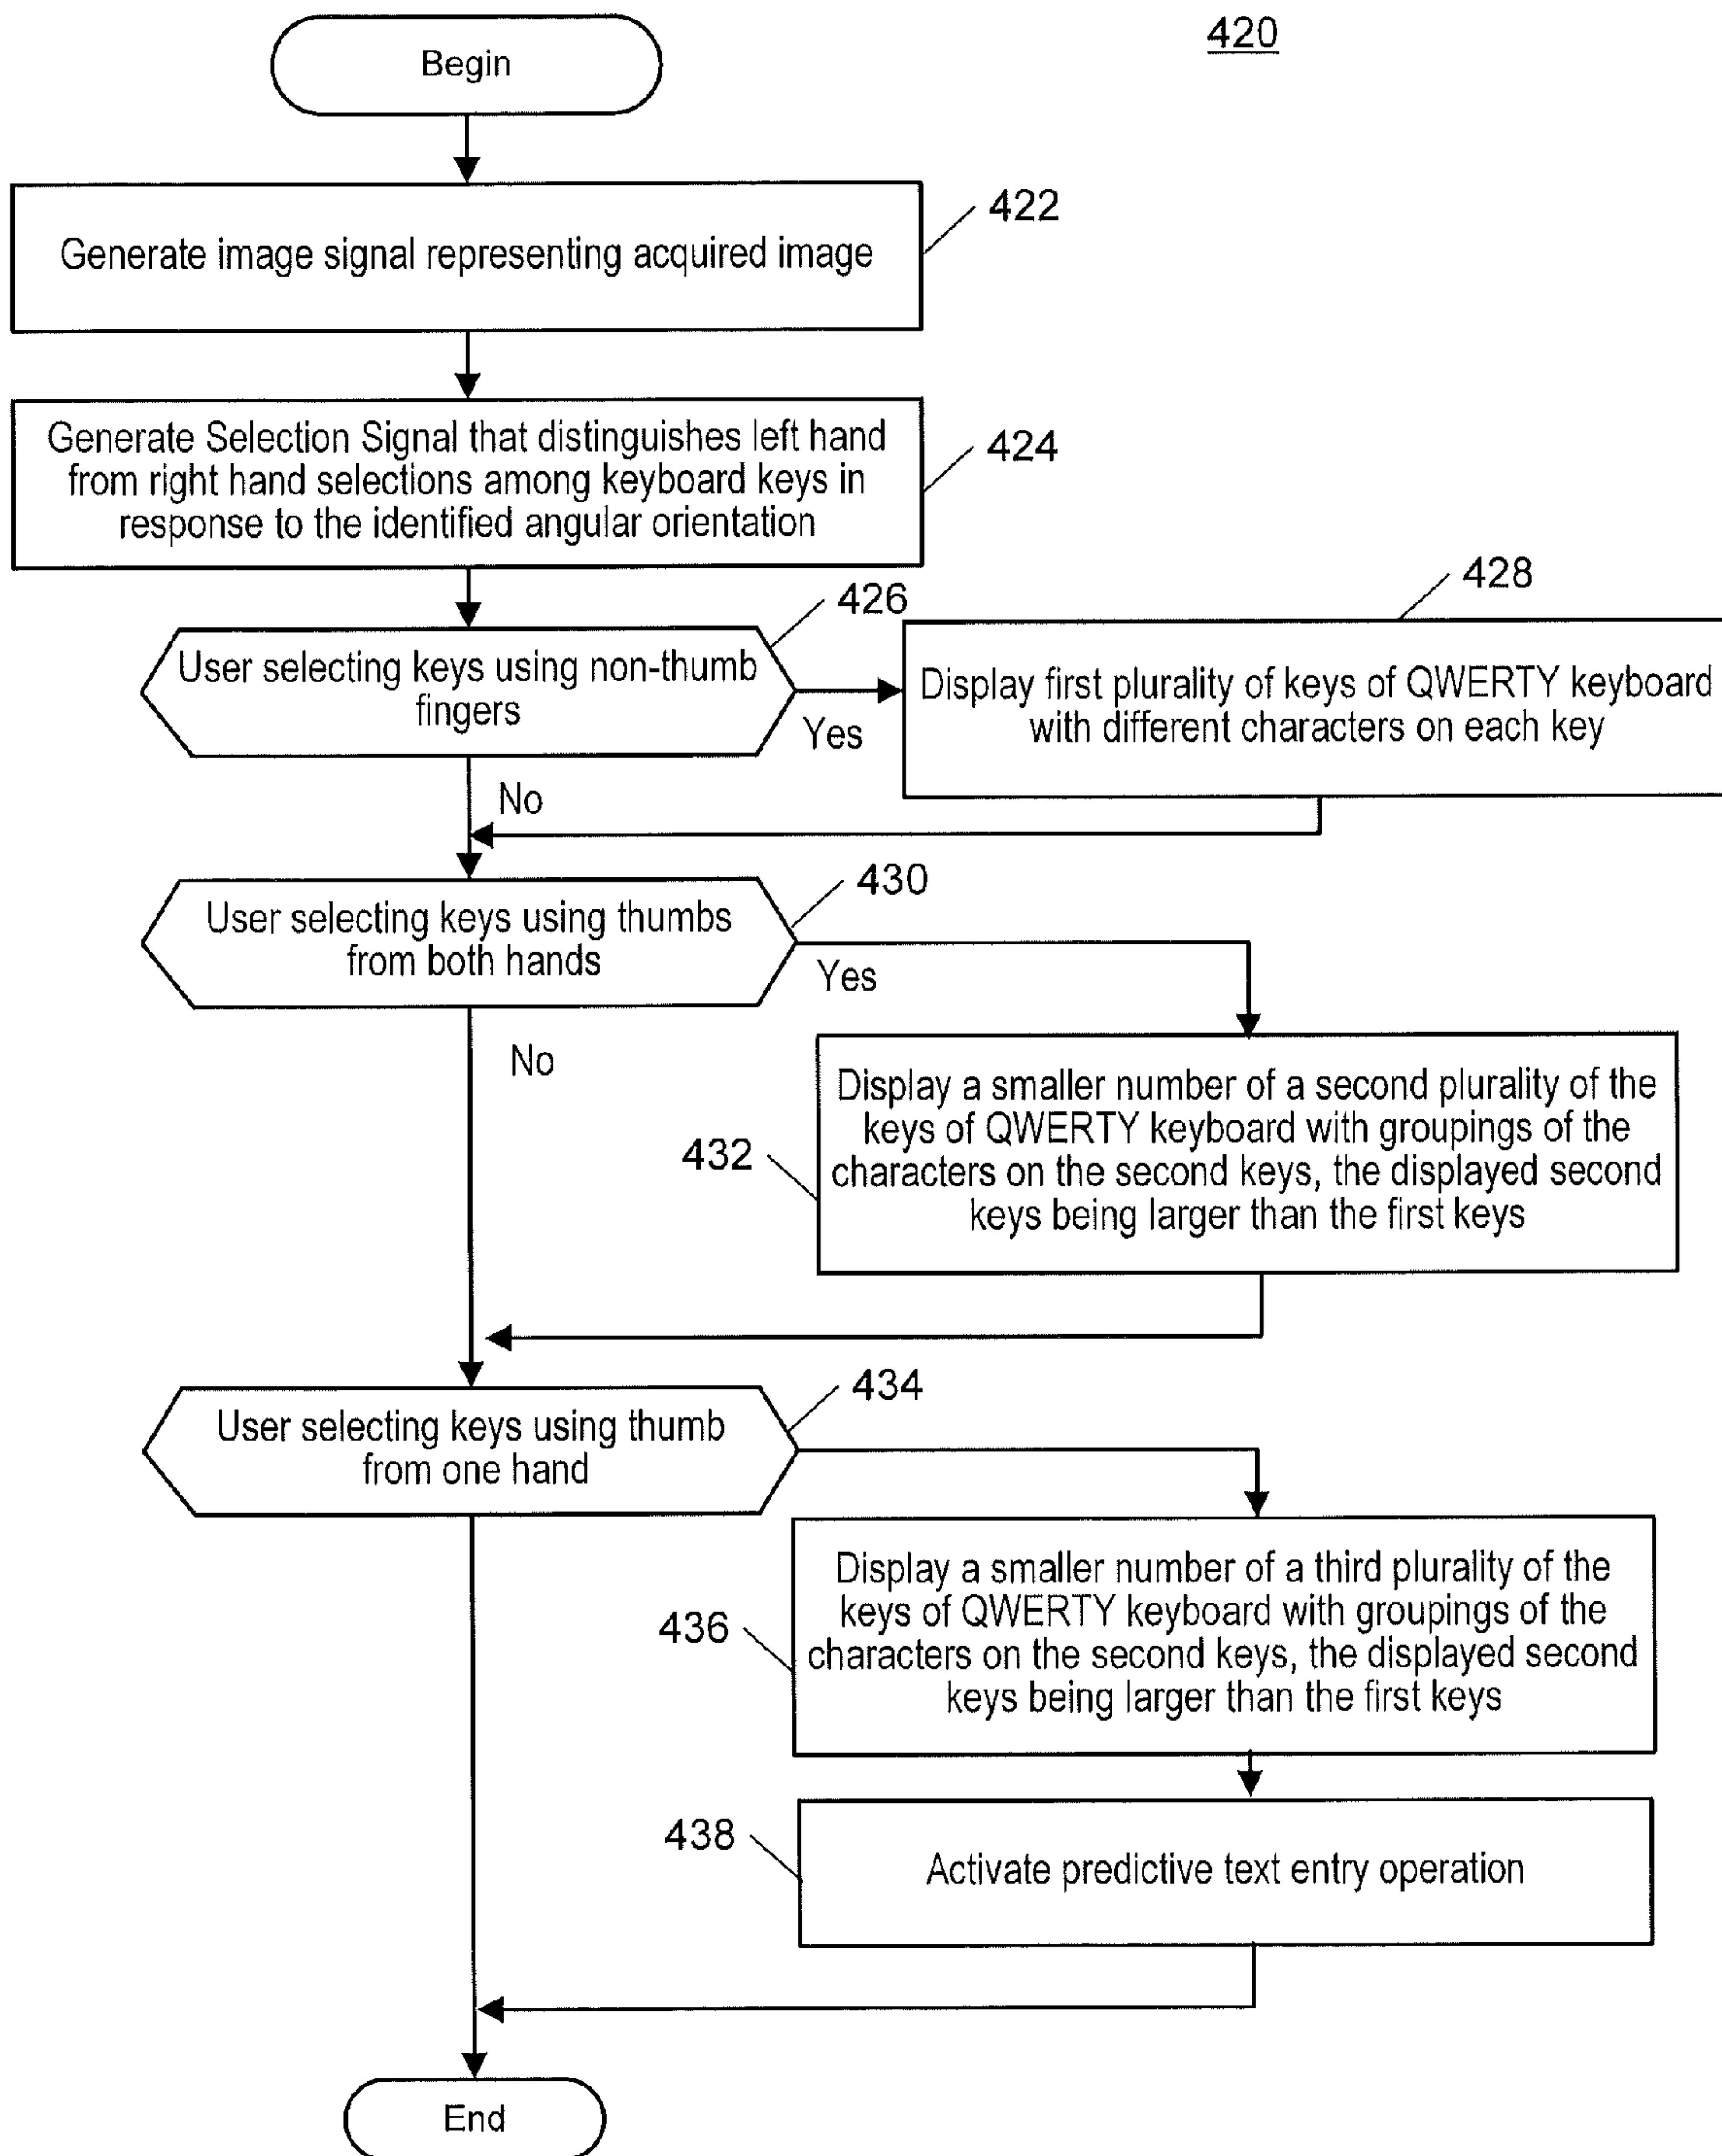 420
Begin
422
Generate image signal representing acquired image
424
Generate Selection Signal that distinguishes left hand
from right hand selections among keyboard keys in
response to the identified angular orientation
426
User selecting keys using non-thumb
fingers
Yes
No
428
Display first plurality of keys of QWERTY keyboard
with different characters on each key
430
User selecting keys using thumbs
from both hands
Yes
No
432
Display a smaller number of a second plurality of the
keys of QWERTY keyboard with groupings of the
characters on the second keys, the displayed second
keys being larger than the first keys
434
User selecting keys using thumb
from one hand
436
Display a smaller number of a third plurality of the
keys of QWERTY keyboard with groupings of the
characters on the second keys, the displayed second
keys being larger than the first keys
438
Activate predictive text entry operation
End